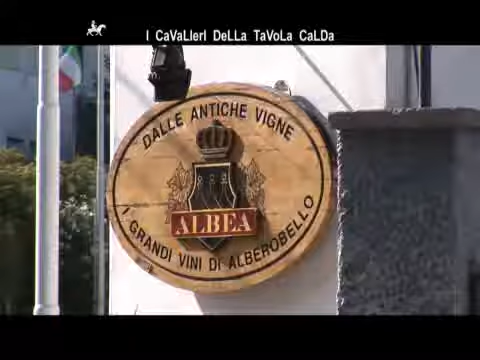 I CaVaLIerI DeLLa TaVoLa CaLDa
DALLE ANTICHE VIGNE
ALBEA
I GRANDI VINI DI ALBEROBELLO